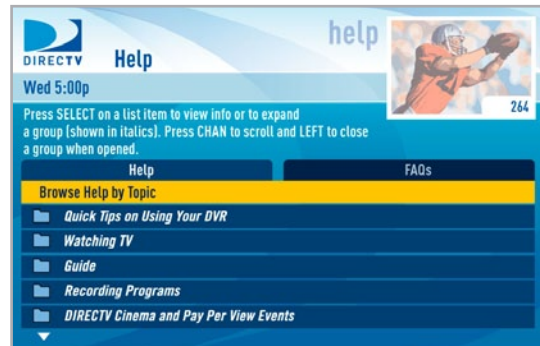 help
DIRECTV Help
Wed 5:00p
264
Press SELECT on a list item to view info or to expand
a group (shown in italics). Press CHAN to scroll and LEFT to close
a group when opened.
Help FAQs
Browse Help by Topic
Quick Tips on Using Your DVR
Watching TV
Guide
Recording Programs
DIRECTV Cinema and Pay Per View Events